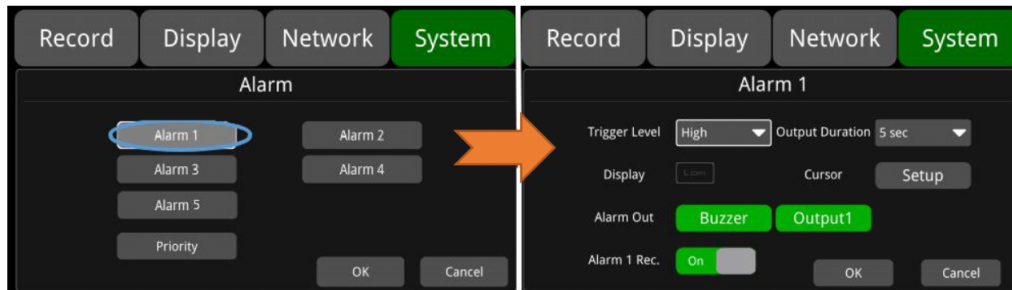 Record Display Network System
Alarm
Alarm 1 Alarm 2
Alarm 3 Alarm 4
Alarm 5
Priority
OK Cancel
Record Display Network System
Alarm 1
Trigger Level High Output Duration 5 sec
Display Cursor Setup
Alarm Out Buzzer Output1
Alarm 1 Rec. On
OK Cancel